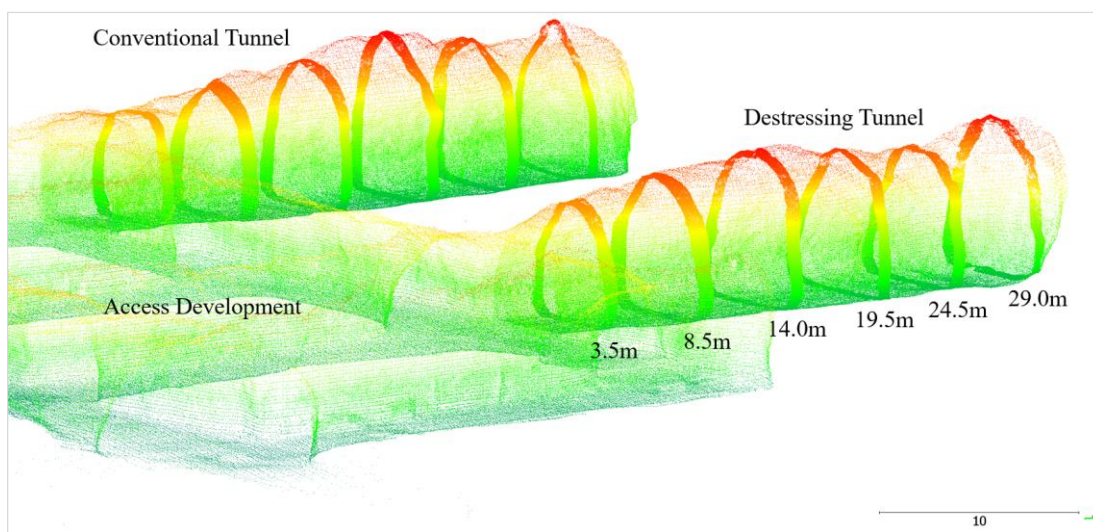 Conventional Tunnel
Destressing Tunnel
Access Development
3.5m
8.5m
14.0m
19.5m
24.5m
29.0m
10